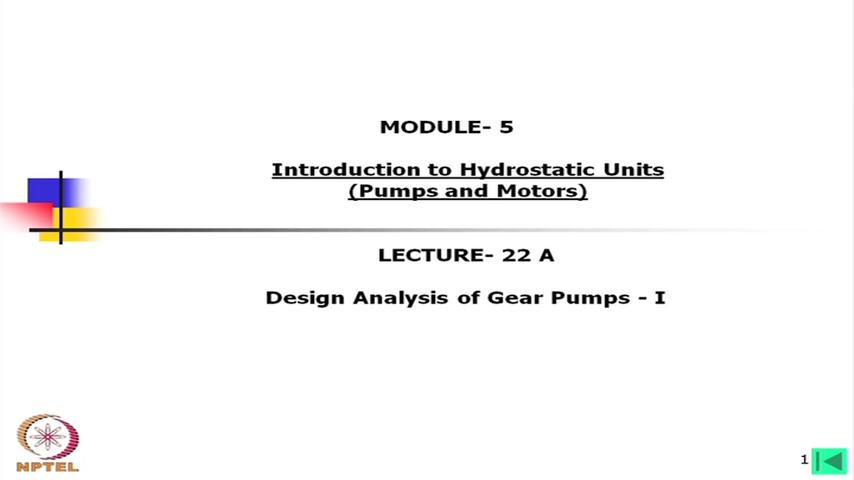 MODULE- 5
Introduction to Hydrostatic Units
(Pumps and Motors)
LECTURE- 22 A
Design Analysis of Gear Pumps - I
NPTEL
1